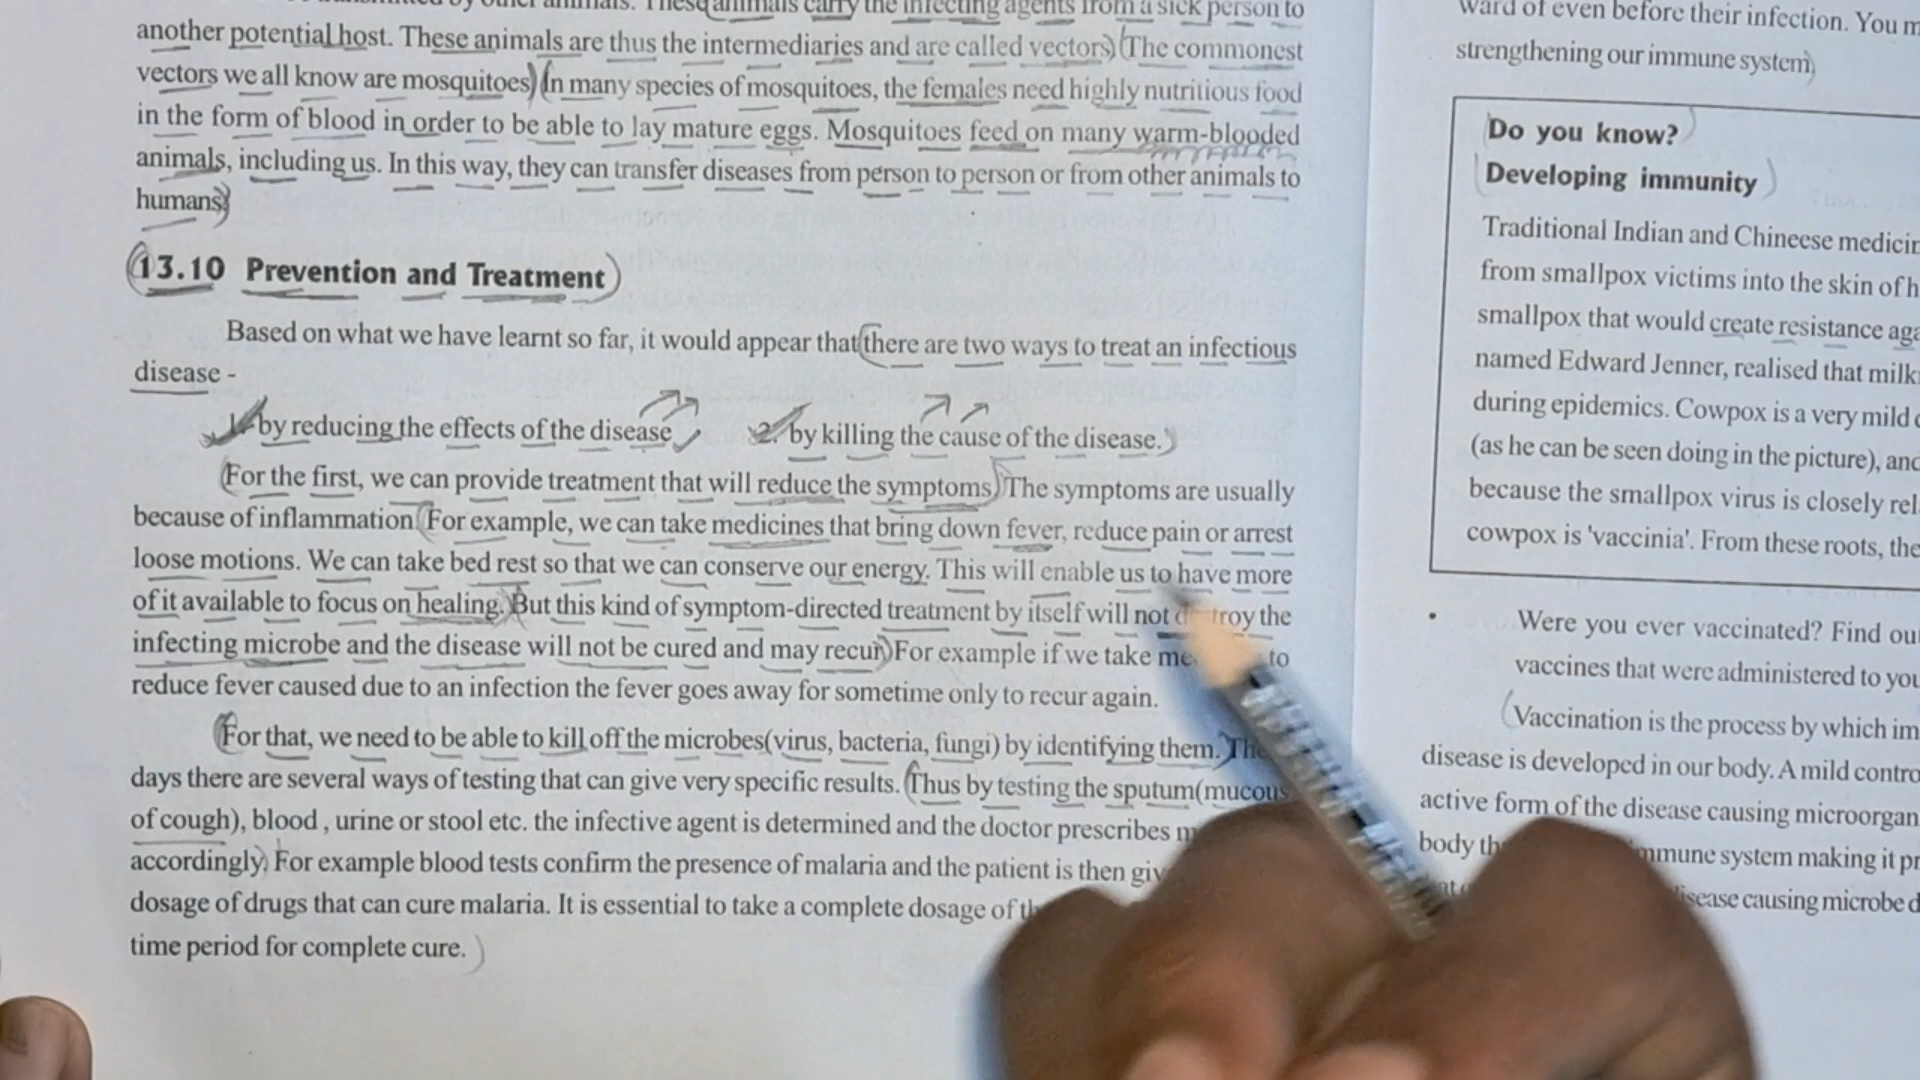 these animals carry the infecting agents from a sick person to
another potential host. These animals are thus the intermediaries and are called vectors. The commonest
vectors we all know are mosquitoes. In many species of mosquitoes, the females need highly nutritious food
in the form of blood in order to be able to lay mature eggs. Mosquitoes feed on many warm-blooded
animals, including us. In this way, they can transfer diseases from person to person or from other animals to
humans.
13.10 Prevention and Treatment
Based on what we have learnt so far, it would appear that there are two ways to treat an infectious
disease -
1. by reducing the effects of the disease 2. by killing the cause of the disease.
For the first, we can provide treatment that will reduce the symptoms. The symptoms are usually
because of inflammation. For example, we can take medicines that bring down fever, reduce pain or arrest
loose motions. We can take bed rest so that we can conserve our energy. This will enable us to have more
of it available to focus on healing. But this kind of symptom-directed treatment by itself will not the
infecting microbe and the disease will not be cured and may recur. For example if we take to
reduce fever caused due to an infection the fever goes away for sometime only to recur again.
For that, we need to be able to kill off the microbes(virus, bacteria, fungi) by identifying them.
days there are several ways of testing that can give very specific results. Thus by testing the sputum(mucous
of cough), blood , urine or stool etc. the infective agent is determined and the doctor prescribes
accordingly. For example blood tests confirm the presence of malaria and the patient is then
dosage of drugs that can cure malaria. It is essential to take a complete dosage of
time period for complete cure.
ward of even before their infection. You
strengthening our immune system.
Do you know?
Developing immunity
Traditional Indian and Chineese
from smallpox victims into the skin of
smallpox that would create resistance
named Edward Jenner, realised that
during epidemics. Cowpox is a very mild
(as he can be seen doing in the picture), and
because the smallpox virus is closely
cowpox is 'vaccinia'. From these roots, the
• Were you ever vaccinated? Find
vaccines that were administered to
Vaccination is the process by which
disease is developed in our body. A mild
active form of the disease causing
body system making it
causing microbe